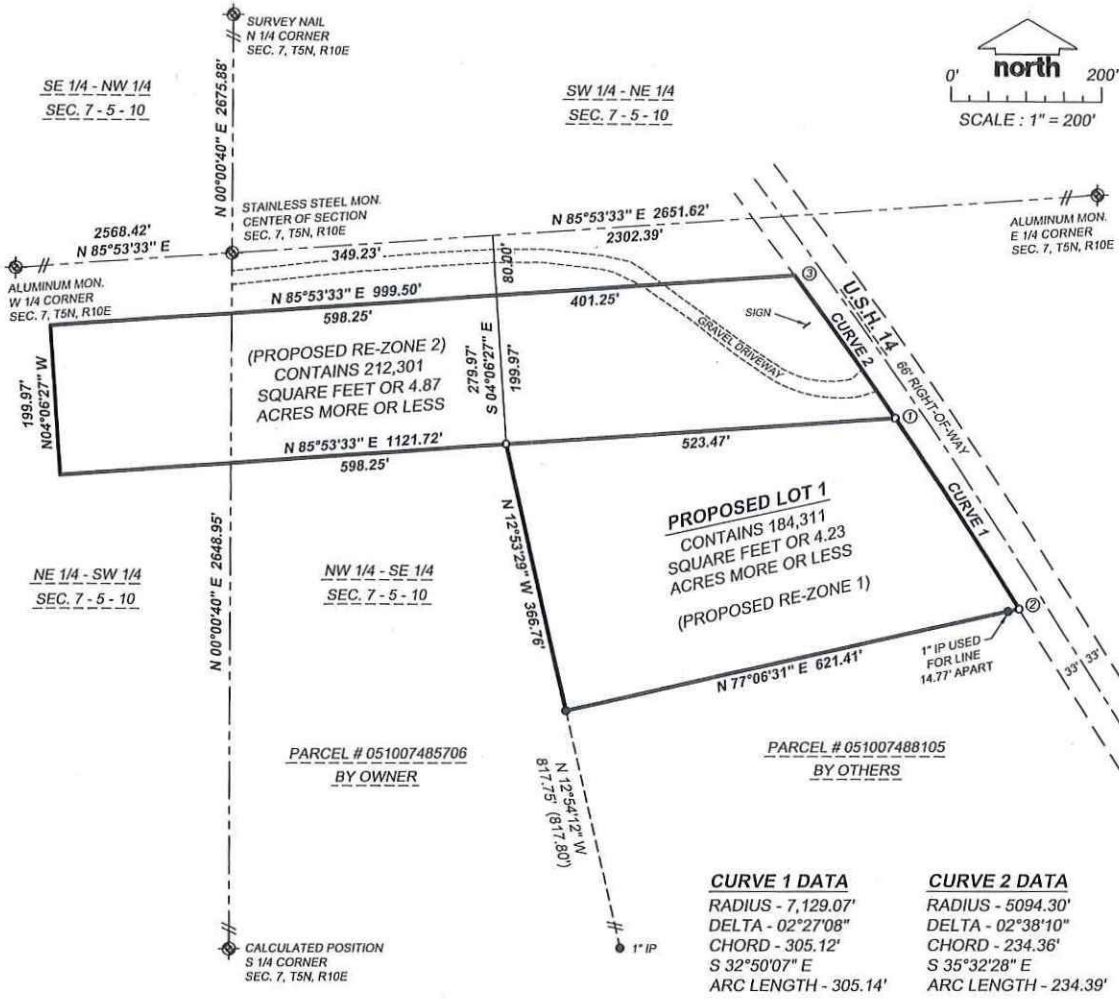 SURVEY NAIL
N 1/4 CORNER
SEC. 7, T5N, R10E
north
0'
200'
SCALE : 1" = 200'
SE 1/4 - NW 1/4
SEC. 7 - 5 - 10
SW 1/4 - NE 1/4
SEC. 7 - 5 - 10
N 00°00'40" E 2675.88'
STAINLESS STEEL MON.
CENTER OF SECTION
SEC. 7, T5N, R10E
2568.42'
N 85°53'33" E
N 85°53'33" E 2651.62'
349.23'
2302.39'
ALUMINUM MON.
E 1/4 CORNER
SEC. 7, T5N, R10E
ALUMINUM MON.
W 1/4 CORNER
SEC. 7, T5N, R10E
80.00'
N 85°53'33" E 999.50'
598.25'
401.25'
3
U.S.H. 14
66' RIGHT-OF-WAY
SIGN
GRAVEL DRIVEWAY
CURVE 2
199.97'
N04°06'27" W
(PROPOSED RE-ZONE 2)
CONTAINS 212,301
SQUARE FEET OR 4.87
ACRES MORE OR LESS
279.97'
S 04°06'27" E
199.97'
N 85°53'33" E 1121.72'
598.25'
523.47'
1
CURVE 1
PROPOSED LOT 1
CONTAINS 184,311
SQUARE FEET OR 4.23
ACRES MORE OR LESS
(PROPOSED RE-ZONE 1)
N 12°53'29" W 366.76'
N 00°00'40" E 2648.95'
NE 1/4 - SW 1/4
SEC. 7 - 5 - 10
NW 1/4 - SE 1/4
SEC. 7 - 5 - 10
2
1" IP USED
FOR LINE
14.77' APART
33'
33'
N 77°06'31" E 621.41'
PARCEL # 051007485706
BY OWNER
PARCEL # 051007488105
BY OTHERS
N 12°54'12" W
817.75' (817.80')
1" IP
CALCULATED POSITION
S 1/4 CORNER
SEC. 7, T5N, R10E
CURVE 1 DATA
RADIUS - 7,129.07'
DELTA - 02°27'08"
CHORD - 305.12'
S 32°50'07" E
ARC LENGTH - 305.14'
CURVE 2 DATA
RADIUS - 5094.30'
DELTA - 02°38'10"
CHORD - 234.36'
S 35°32'28" E
ARC LENGTH - 234.39'